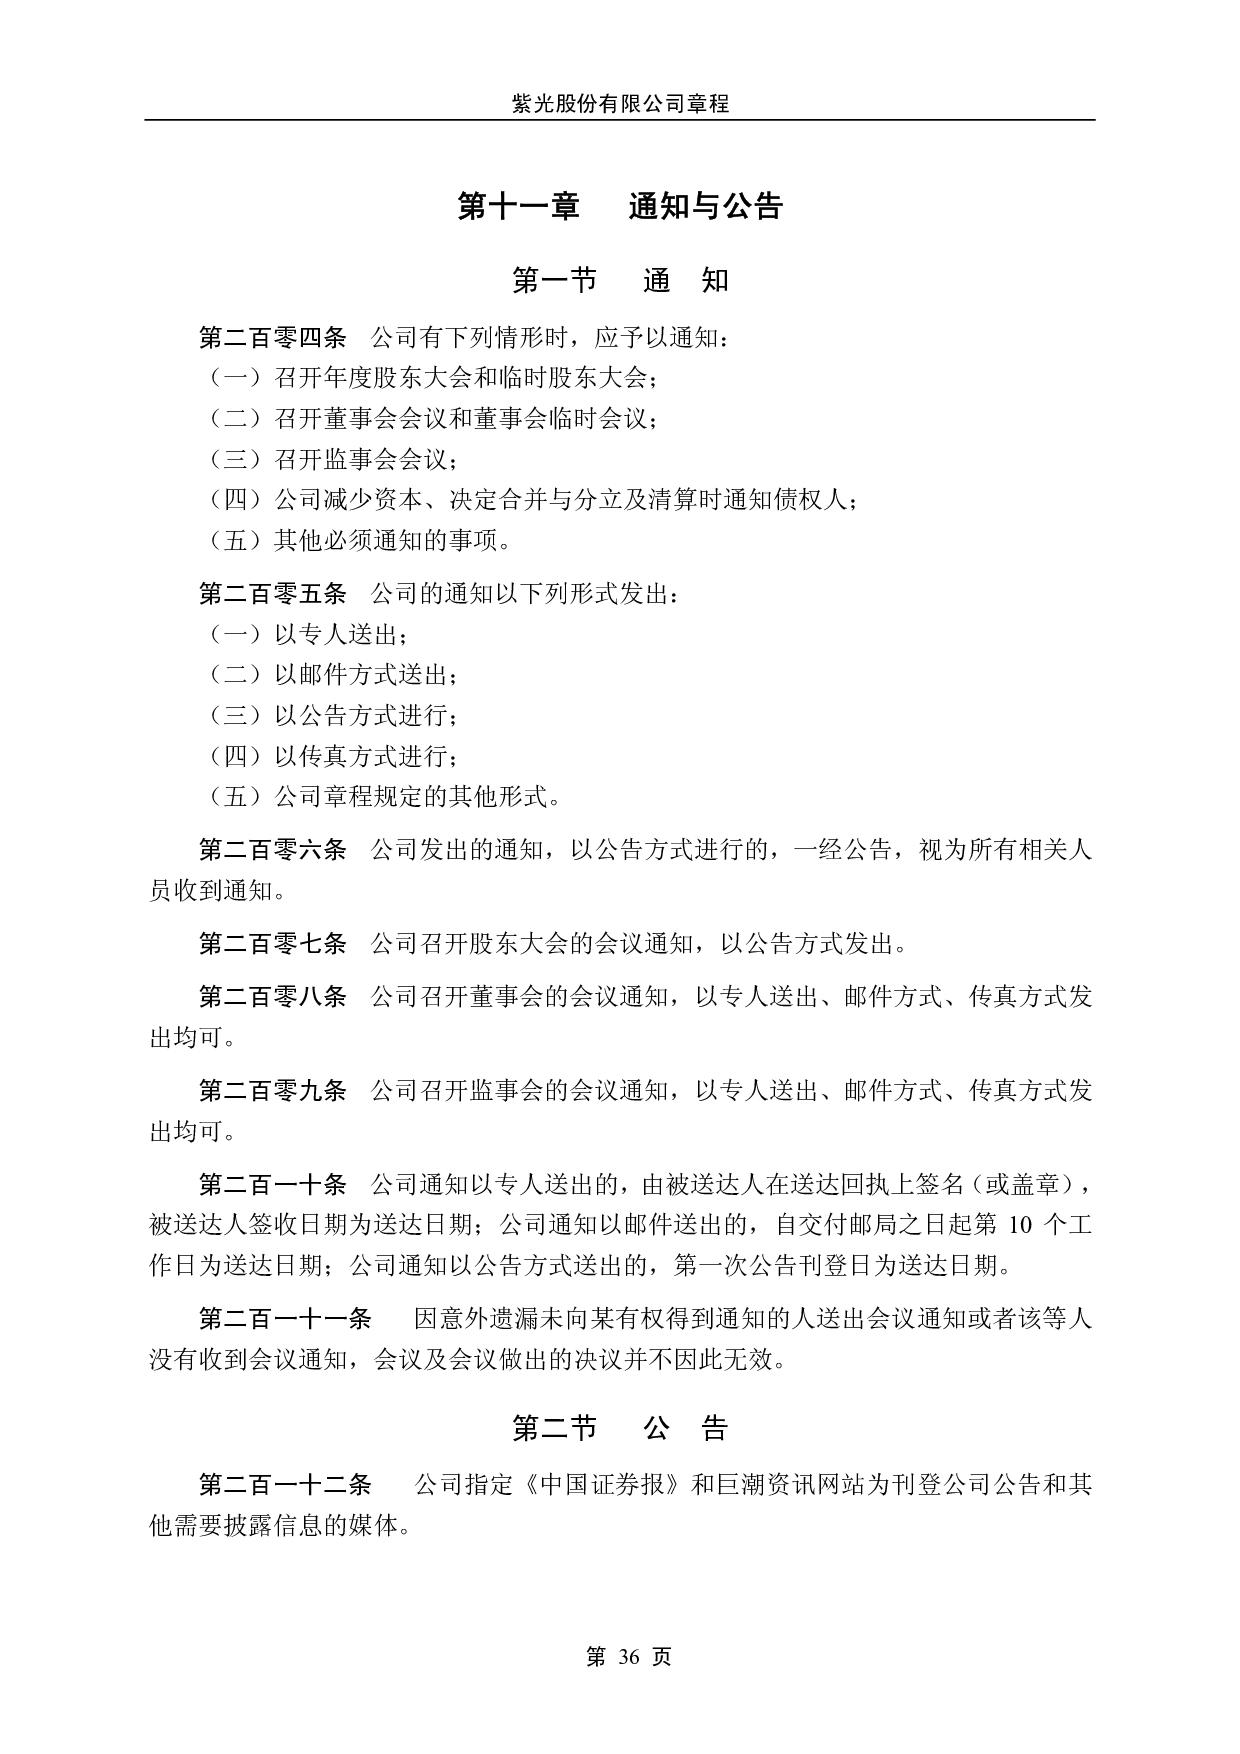 紫光股份有限公司章程
第十一章 通知与公告
第一节 通 知
第二百零四条 公司有下列情形时，应予以通知：
（一）召开年度股东大会和临时股东大会；
（二）召开董事会会议和董事会临时会议；
（三）召开监事会会议；
（四）公司减少资本、决定合并与分立及清算时通知债权人；
（五）其他必须通知的事项。
第二百零五条 公司的通知以下列形式发出：
（一）以专人送出；
（二）以邮件方式送出；
（三）以公告方式进行；
（四）以传真方式进行；
（五）公司章程规定的其他形式。
第二百零六条 公司发出的通知，以公告方式进行的，一经公告，视为所有相关人
员收到通知。
第二百零七条 公司召开股东大会的会议通知，以公告方式发出。
第二百零八条 公司召开董事会的会议通知，以专人送出、邮件方式、传真方式发
出均可。
第二百零九条 公司召开监事会的会议通知，以专人送出、邮件方式、传真方式发
出均可。
第二百一十条 公司通知以专人送出的，由被送达人在送达回执上签名（或盖章），
被送达人签收日期为送达日期；公司通知以邮件送出的，自交付邮局之日起第 10 个工
作日为送达日期；公司通知以公告方式送出的，第一次公告刊登日为送达日期。
第二百一十一条 因意外遗漏未向某有权得到通知的人送出会议通知或者该等人
没有收到会议通知，会议及会议做出的决议并不因此无效。
第二节 公 告
第二百一十二条 公司指定《中国证券报》和巨潮资讯网站为刊登公司公告和其
他需要披露信息的媒体。
第 36 页